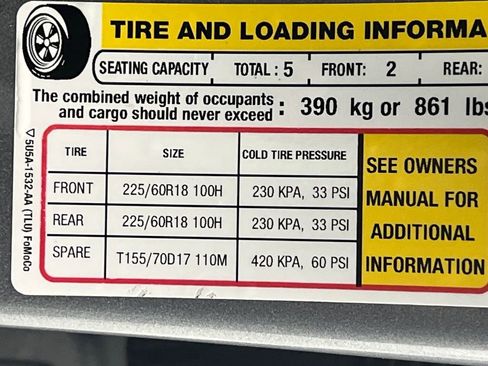 TIRE AND LOADING INFORMA
SEATING CAPACITY TOTAL : 5 FRONT: 2 REAR:
The combined weight of occupants
and cargo should never exceed : 390 kg or 861 lbs
TIRE SIZE COLD TIRE PRESSURE
FRONT 225/60R18 100H 230 KPA, 33 PSI
REAR 225/60R18 100H 230 KPA, 33 PSI
SPARE T155/70D17 110M 420 KPA, 60 PSI
SEE OWNERS
MANUAL FOR
ADDITIONAL
INFORMATION
5U5A-1532-AA (TLU) FoMoCo